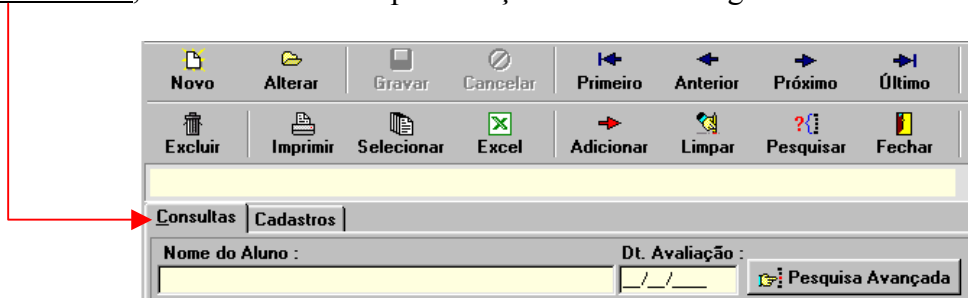 Novo Alterar Gravar Cancelar Primeiro Anterior Próximo Último
Excluir Imprimir Selecionar Excel Adicionar Limpar Pesquisar Fechar
Consultas Cadastros
Nome do Aluno : Dt. Avaliação :
__/__/____ Pesquisa Avançada